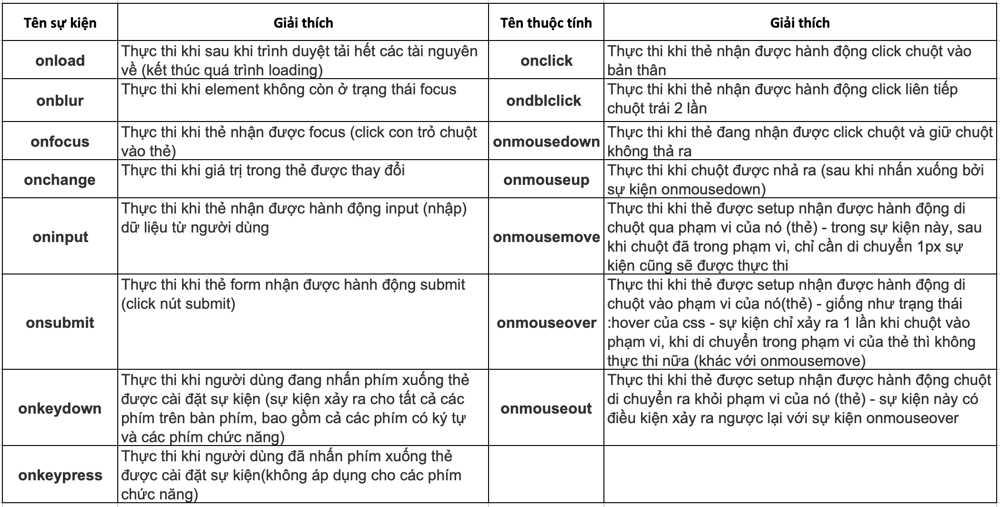 Tên sự kiện
Giải thích
Tên thuộc tính
Giải thích
onload
Thực thi khi sau khi trình duyệt tải hết các tài nguyên
về (kết thúc quá trình loading)
onclick
Thực thi khi thẻ nhận được hành động click chuột vào
bản thân
onblur
Thực thi khi element không còn ở trạng thái focus
ondblclick
Thực thi khi thẻ nhận được hành động click liên tiếp
chuột trái 2 lần
onfocus
Thực thi khi thẻ nhận được focus (click con trỏ chuột
vào thẻ)
onmousedown
Thực thi khi thẻ đang nhận được click chuột và giữ chuột
không thả ra
onchange
Thực thi khi giá trị trong thẻ được thay đổi
onmouseup
Thực thi khi chuột được nhả ra (sau khi nhấn xuống bởi
sự kiện onmousedown)
oninput
Thực thi khi thẻ nhận được hành động input (nhập)
dữ liệu từ người dùng
onmousemove
Thực thi khi thẻ được setup nhận được hành động di
chuột qua phạm vi của nó (thẻ) - trong sự kiện này, sau
khi chuột đã trong phạm vi, chỉ cần di chuyển 1px sự
kiện cũng sẽ được thực thi
onsubmit
Thực thi khi thẻ form nhận được hành động submit
(click nút submit)
onmouseover
Thực thi khi thẻ được setup nhận được hành động di
chuột vào phạm vi của nó(thẻ) - giống như trạng thái
:hover của css - sự kiện chỉ xảy ra 1 lần khi chuột vào
phạm vi, khi di chuyển trong phạm vi của thẻ thì không
thực thi nữa (khác với onmousemove)
onkeydown
Thực thi khi người dùng đang nhấn phím xuống thẻ
được cài đặt sự kiện (sự kiện xảy ra cho tất cả các
phím trên bàn phím, bao gồm cả các phím có ký tự
và các phím chức năng)
onmouseout
Thực thi khi thẻ được setup nhận được hành động chuột
di chuyển ra khỏi phạm vi của nó (thẻ) - sự kiện này có
điều kiện xảy ra ngược lại với sự kiện onmouseover
onkeypress
Thực thi khi người dùng đã nhấn phím xuống thẻ
được cài đặt sự kiện(không áp dụng cho các phím
chức năng)